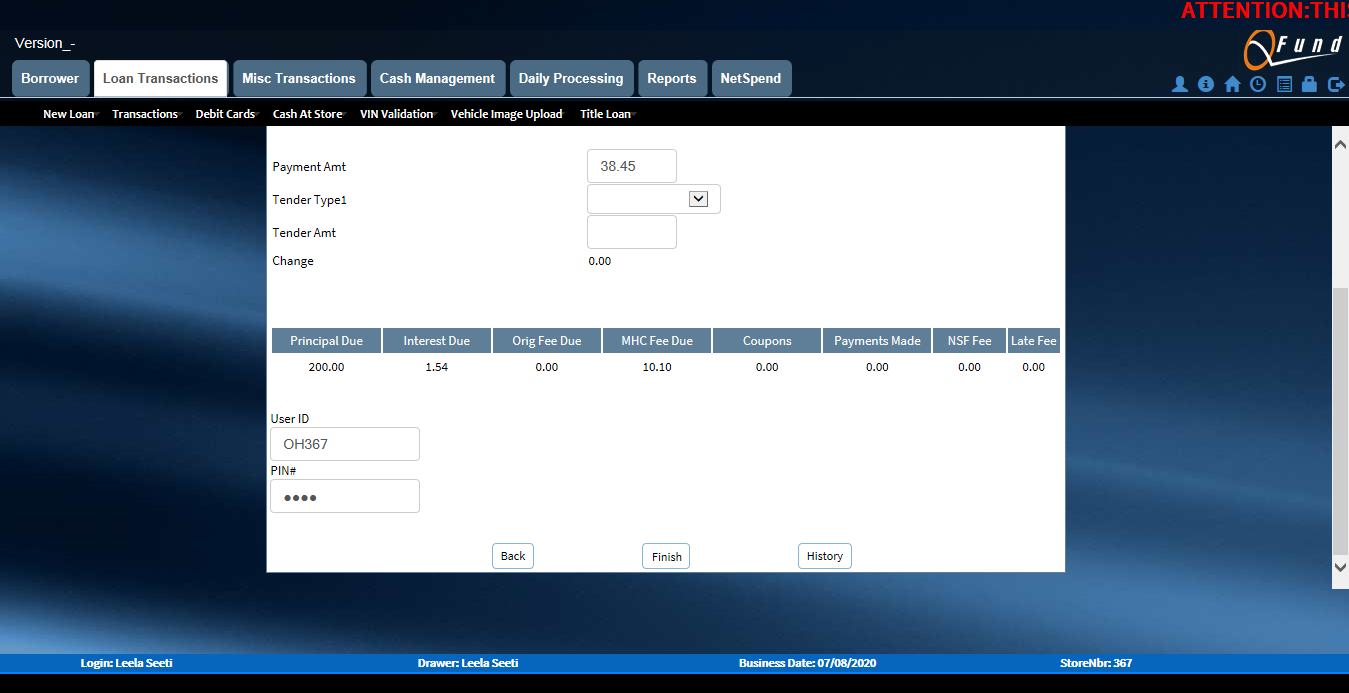 ATTENTION:THIS
Version_-
QFund
Borrower Loan Transactions Misc Transactions Cash Management Daily Processing Reports NetSpend
New Loan Transactions Debit Cards Cash At Store VIN Validation Vehicle Image Upload Title Loan
Payment Amt 38.45
Tender Type1
Tender Amt
Change 0.00
Principal Due Interest Due Orig Fee Due MHC Fee Due Coupons Payments Made NSF Fee Late Fee
200.00 1.54 0.00 10.10 0.00 0.00 0.00 0.00
User ID
OH367
PIN#
••••
Back Finish History
Login: Leela Seeti Drawer: Leela Seeti Business Date: 07/08/2020 StoreNbr: 367